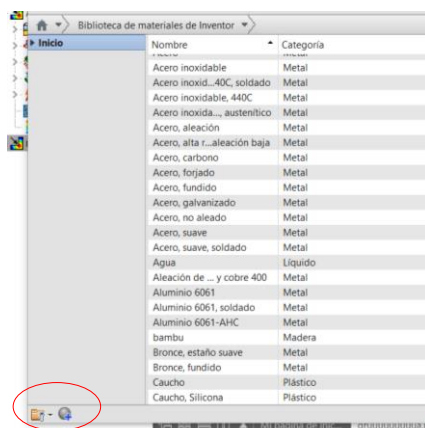 Biblioteca de materiales de Inventor
Inicio
Nombre Categoría
Acero inoxidable Metal
Acero inoxid...40C, soldado Metal
Acero inoxidable, 440C Metal
Acero inoxida..., austenítico Metal
Acero, aleación Metal
Acero, alta r...aleación baja Metal
Acero, carbono Metal
Acero, forjado Metal
Acero, fundido Metal
Acero, galvanizado Metal
Acero, no aleado Metal
Acero, suave Metal
Acero, suave, soldado Metal
Agua Líquido
Aleación de ... y cobre 400 Metal
Aluminio 6061 Metal
Aluminio 6061, soldado Metal
Aluminio 6061-AHC Metal
bambu Madera
Bronce, estaño suave Metal
Bronce, fundido Metal
Caucho Plástico
Caucho, Silicona Plástico